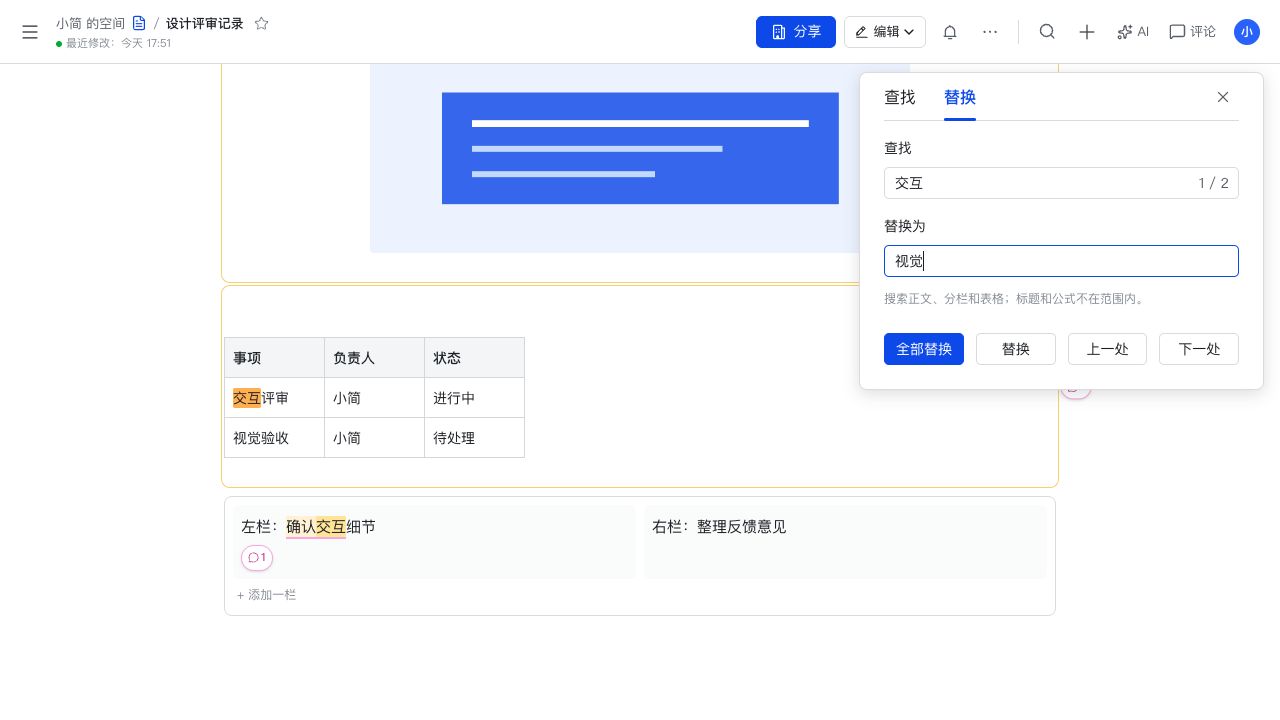 小简 的空间 / 设计评审记录
最近修改：今天 17:51
分享
编辑
AI
评论
小
查找 替换
查找
交互 1 / 2
替换为
视觉
搜索正文、分栏和表格；标题和公式不在范围内。
全部替换 替换 上一处 下一处
事项 负责人 状态
交互评审 小简 进行中
视觉验收 小简 待处理
左栏：确认交互细节
1
右栏：整理反馈意见
+ 添加一栏